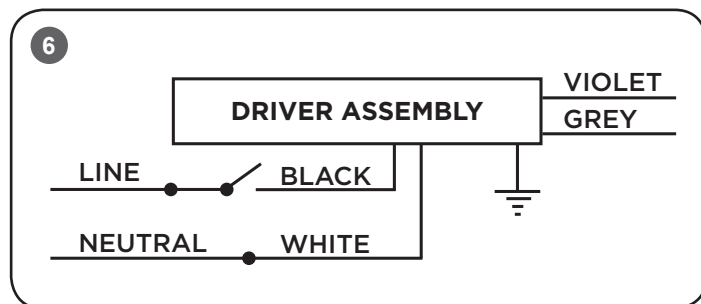 6
VIOLET
DRIVER ASSEMBLY
GREY
LINE BLACK
NEUTRAL WHITE